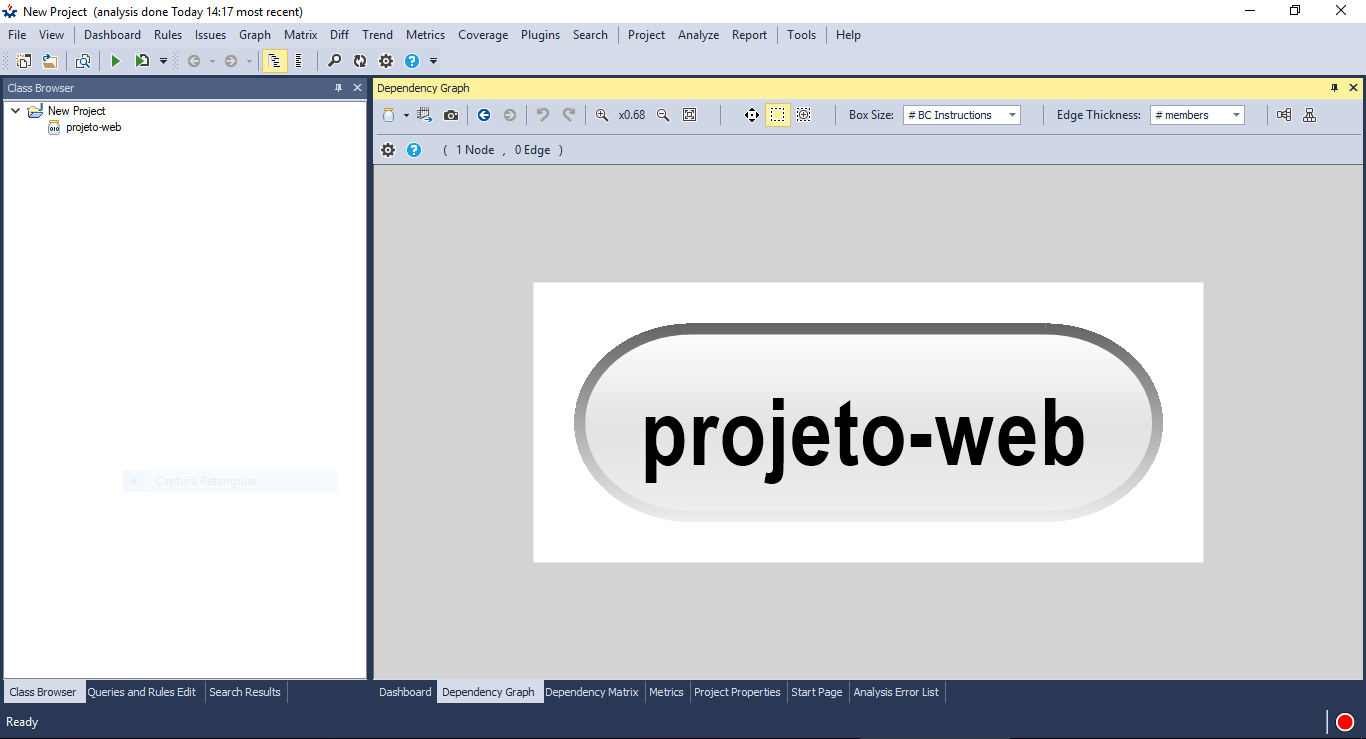 New Project (analysis done Today 14:17 most recent)
File View Dashboard Rules Issues Graph Matrix Diff Trend Metrics Coverage Plugins Search Project Analyze Report Tools Help
Class Browser
New Project
projeto-web
Captura Retangular
Dependency Graph
x0.68 Box Size: # BC Instructions Edge Thickness: # members
( 1 Node , 0 Edge )
projeto-web
Class Browser Queries and Rules Edit Search Results
Dashboard Dependency Graph Dependency Matrix Metrics Project Properties Start Page Analysis Error List
Ready